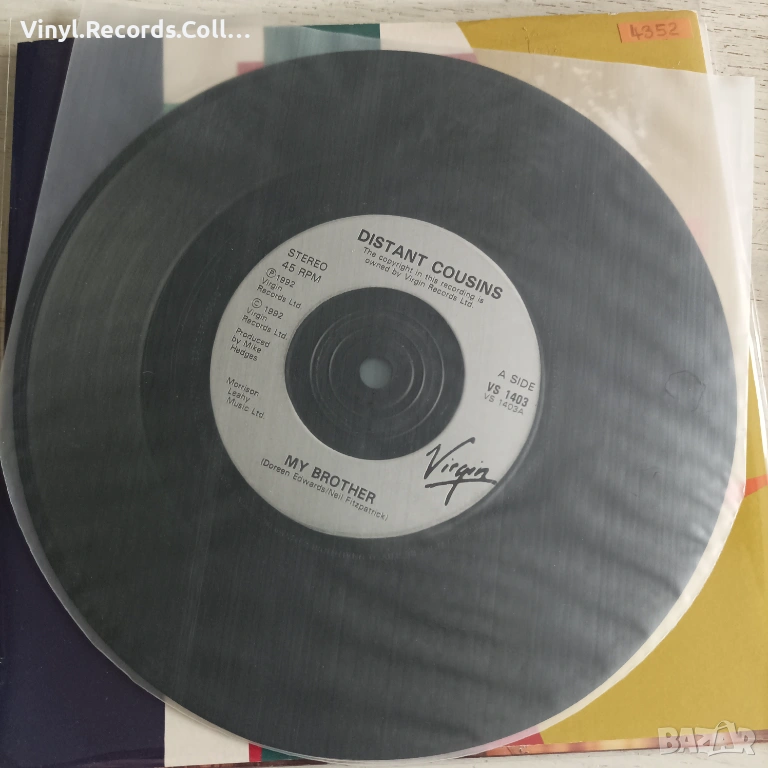 Vinyl.Records.Coll...
4352
DISTANT COUSINS
The copyright in this recording is
owned by Virgin Records Ltd.
STEREO
45 RPM
Ⓟ 1992
Virgin
Records Ltd.
© 1992
Virgin
Records Ltd.
Produced
by Mike
Hedges
Morrison
Leahy
Music Ltd.
A SIDE
VS 1403
VS 1403A
Virgin
MY BROTHER
(Doreen Edwards/Neil Fitzpatrick)
BAZAR